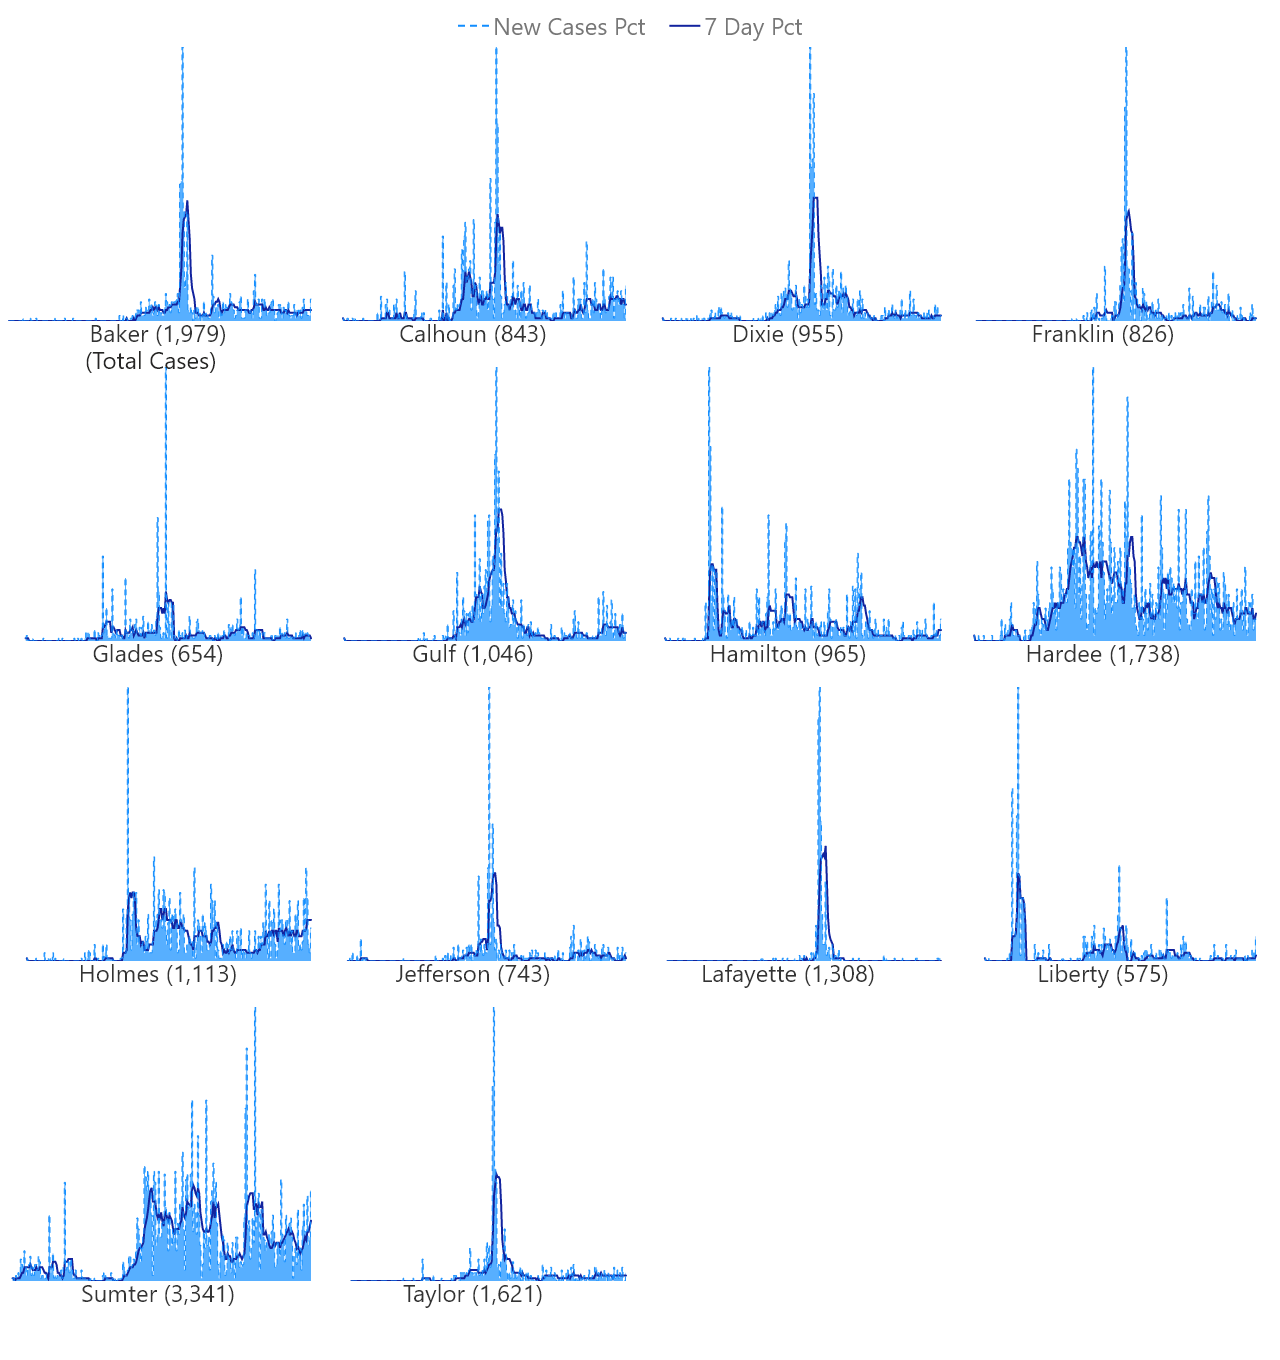 New Cases Pct 7 Day Pct
Baker (1,979) Calhoun (843) Dixie (955) Franklin (826)
(Total Cases)
Glades (654) Gulf (1,046) Hamilton (965) Hardee (1,738)
Holmes (1,113) Jefferson (743) Lafayette (1,308) Liberty (575)
Sumter (3,341) Taylor (1,621)